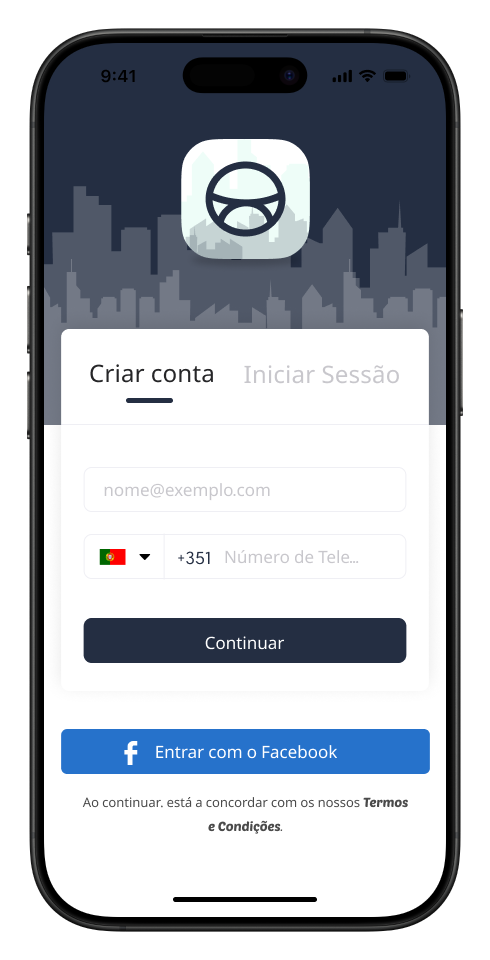 9:41
Criar conta Iniciar Sessão
nome@exemplo.com
+351 Número de Tele...
Continuar
Entrar com o Facebook
Ao continuar. está a concordar com os nossos Termos
e Condições.